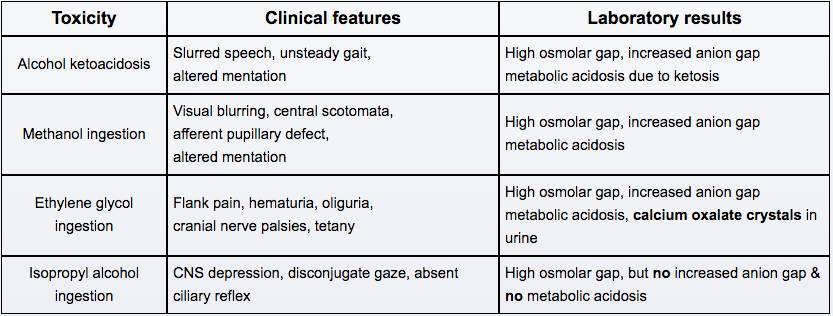 Toxicity Clinical features Laboratory results
Alcohol ketoacidosis
Slurred speech, unsteady gait,
altered mentation
High osmolar gap, increased anion gap
metabolic acidosis due to ketosis
Methanol ingestion
Visual blurring, central scotomata,
afferent pupillary defect,
altered mentation
High osmolar gap, increased anion gap
metabolic acidosis
Ethylene glycol
ingestion
Flank pain, hematuria, oliguria,
cranial nerve palsies, tetany
High osmolar gap, increased anion gap
metabolic acidosis, calcium oxalate crystals in
urine
Isopropyl alcohol
ingestion
CNS depression, disconjugate gaze, absent
ciliary reflex
High osmolar gap, but no increased anion gap &
no metabolic acidosis